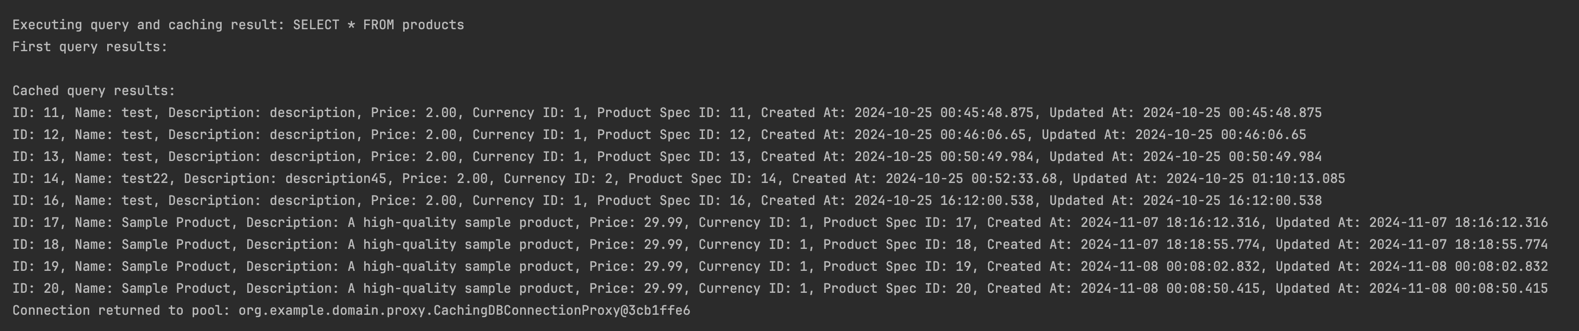 Executing query and caching result: SELECT * FROM products
First query results:
Cached query results:
ID: 11, Name: test, Description: description, Price: 2.00, Currency ID: 1, Product Spec ID: 11, Created At: 2024-10-25 00:45:48.875, Updated At: 2024-10-25 00:45:48.875
ID: 12, Name: test, Description: description, Price: 2.00, Currency ID: 1, Product Spec ID: 12, Created At: 2024-10-25 00:46:06.65, Updated At: 2024-10-25 00:46:06.65
ID: 13, Name: test, Description: description, Price: 2.00, Currency ID: 1, Product Spec ID: 13, Created At: 2024-10-25 00:50:49.984, Updated At: 2024-10-25 00:50:49.984
ID: 14, Name: test22, Description: description45, Price: 2.00, Currency ID: 2, Product Spec ID: 14, Created At: 2024-10-25 00:52:33.68, Updated At: 2024-10-25 01:10:13.085
ID: 16, Name: test, Description: description, Price: 2.00, Currency ID: 1, Product Spec ID: 16, Created At: 2024-10-25 16:12:00.538, Updated At: 2024-10-25 16:12:00.538
ID: 17, Name: Sample Product, Description: A high-quality sample product, Price: 29.99, Currency ID: 1, Product Spec ID: 17, Created At: 2024-11-07 18:16:12.316, Updated At: 2024-11-07 18:16:12.316
ID: 18, Name: Sample Product, Description: A high-quality sample product, Price: 29.99, Currency ID: 1, Product Spec ID: 18, Created At: 2024-11-07 18:18:55.774, Updated At: 2024-11-07 18:18:55.774
ID: 19, Name: Sample Product, Description: A high-quality sample product, Price: 29.99, Currency ID: 1, Product Spec ID: 19, Created At: 2024-11-08 00:08:02.832, Updated At: 2024-11-08 00:08:02.832
ID: 20, Name: Sample Product, Description: A high-quality sample product, Price: 29.99, Currency ID: 1, Product Spec ID: 20, Created At: 2024-11-08 00:08:50.415, Updated At: 2024-11-08 00:08:50.415
Connection returned to pool: org.example.domain.proxy.CachingDBConnectionProxy@3cb1ffe6